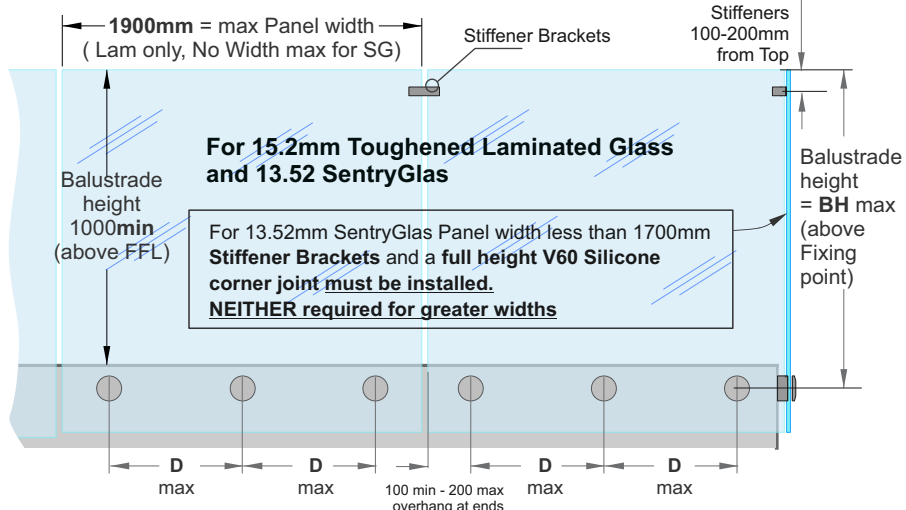 1900mm = max Panel width
( Lam only, No Width max for SG)
Stiffener Brackets
Stiffeners
100-200mm
from Top
For 15.2mm Toughened Laminated Glass
and 13.52 SentryGlas
Balustrade
height
1000min
(above FFL)
For 13.52mm SentryGlas Panel width less than 1700mm
Stiffener Brackets and a full height V60 Silicone
corner joint must be installed.
NEITHER required for greater widths
Balustrade
height
= BH max
(above
Fixing
point)
D
max
D
max
100 min - 200 max
overhang at ends
D
max
D
max